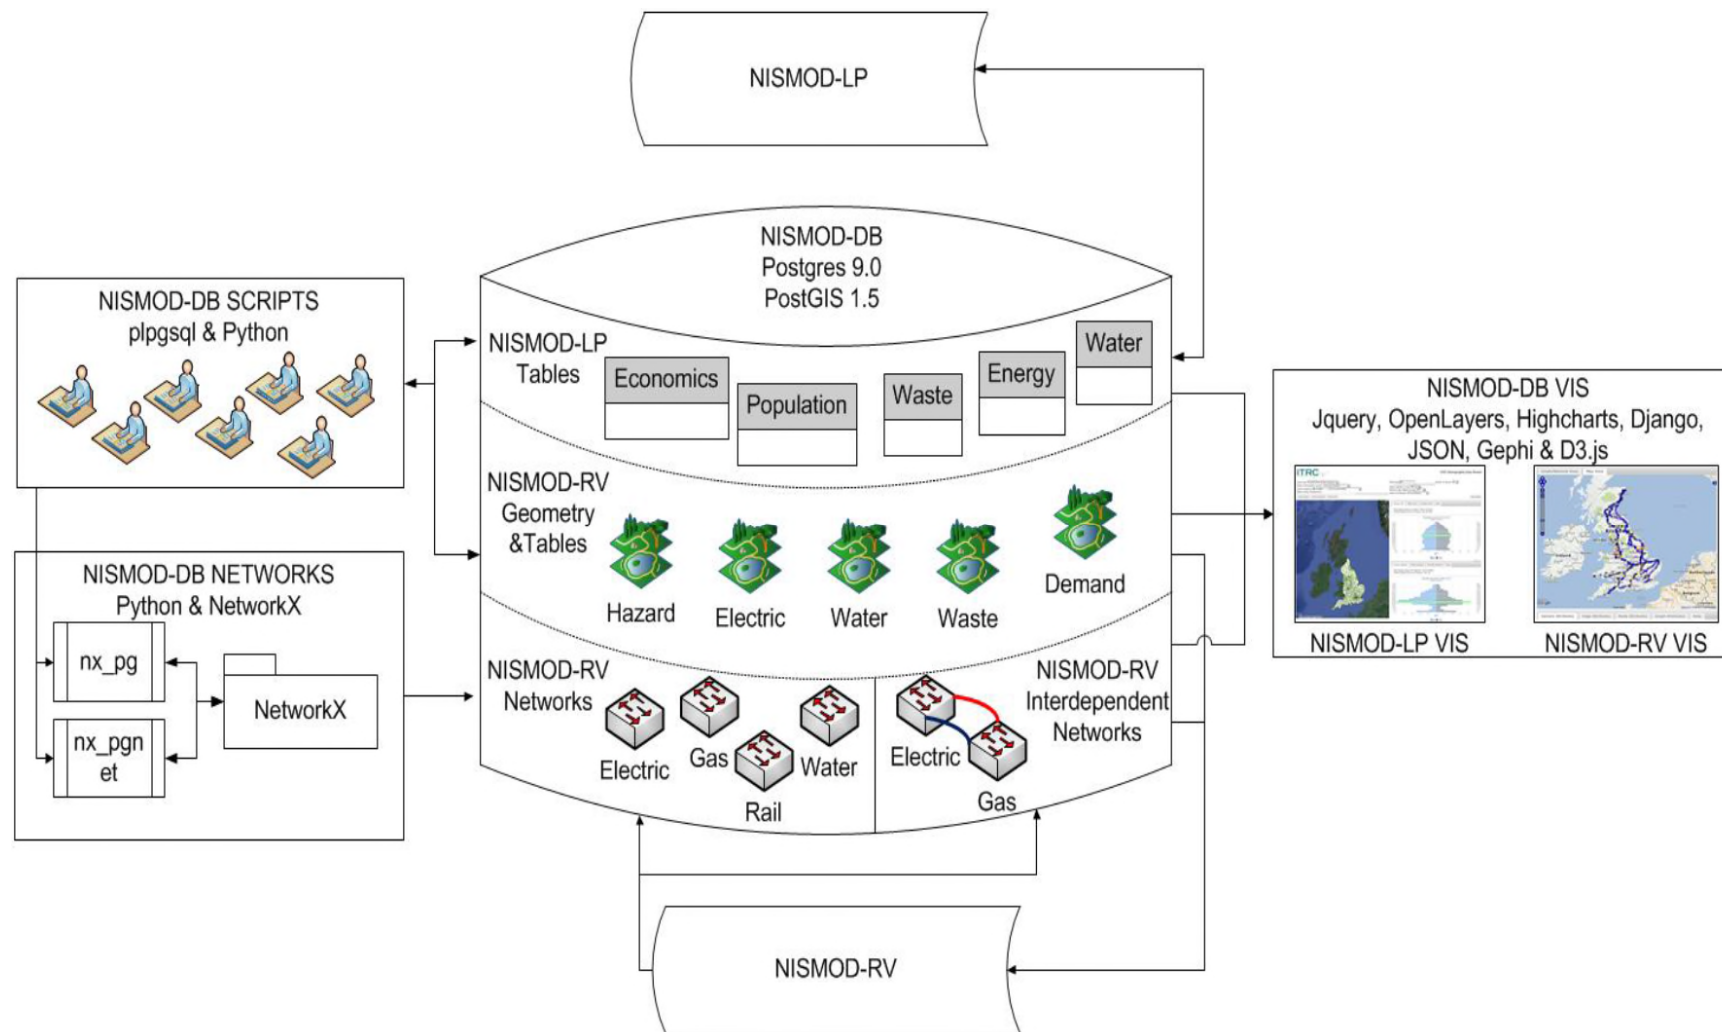 NISMOD-LP
NISMOD-DB
Postgres 9.0
PostGIS 1.5
NISMOD-DB SCRIPTS
plpgsql & Python
NISMOD-LP
Tables
Economics
Population
Waste
Energy
Water
NISMOD-DB VIS
Jquery, OpenLayers, Highcharts, Django,
JSON, Gephi & D3.js
ITRC
NISMOD-LP VIS
NISMOD-RV VIS
NISMOD-RV
Geometry
&Tables
Hazard
Electric
Water
Waste
Demand
NISMOD-DB NETWORKS
Python & NetworkX
nx_pg
nx_pgn
et
NetworkX
NISMOD-RV
Networks
Electric
Gas
Rail
Water
NISMOD-RV
Interdependent
Networks
Electric
Gas
NISMOD-RV